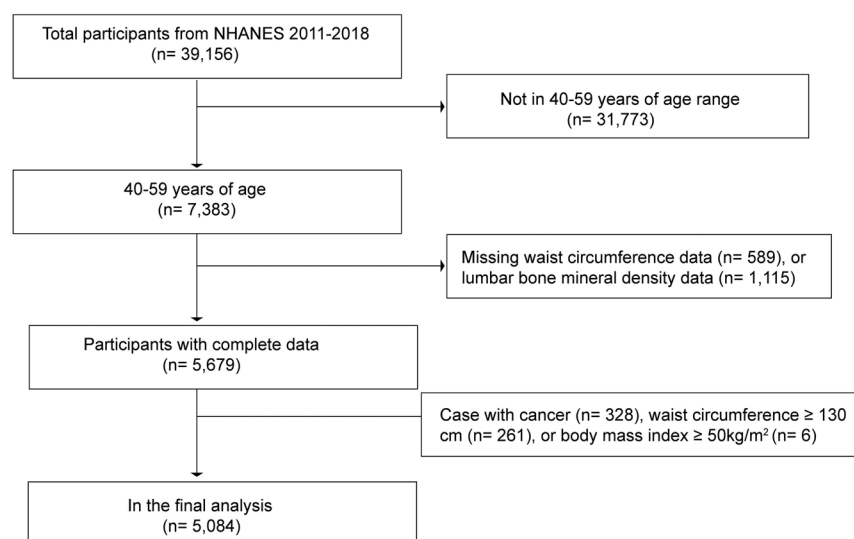 Total participants from NHANES 2011-2018
(n= 39,156)
Not in 40-59 years of age range
(n= 31,773)
40-59 years of age
(n= 7,383)
Missing waist circumference data (n= 589), or
lumbar bone mineral density data (n= 1,115)
Participants with complete data
(n= 5,679)
Case with cancer (n= 328), waist circumference ≥ 130
cm (n= 261), or body mass index ≥ 50kg/m² (n= 6)
In the final analysis
(n= 5,084)